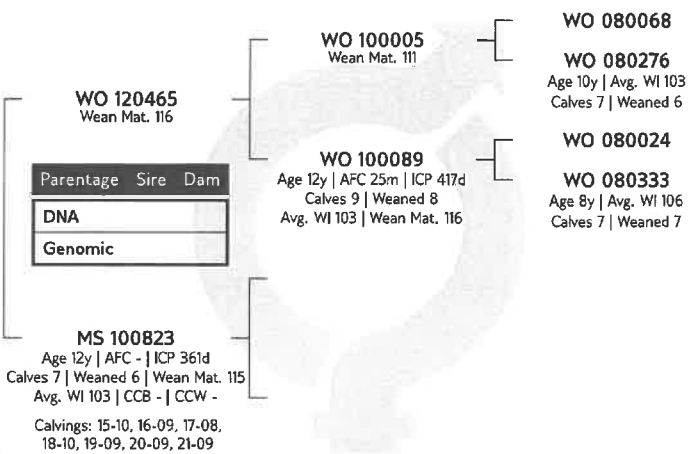 WO 120465
Wean Mat. 116
Parentage Sire Dam
DNA
Genomic
MS 100823
Age 12y | AFC - | ICP 361d
Calves 7 | Weaned 6 | Wean Mat. 115
Avg. WI 103 | CCB - | CCW -
Calvings: 15-10, 16-09, 17-08,
18-10, 19-09, 20-09, 21-09
WO 100005
Wean Mat. 111
WO 100089
Age 12y | AFC 25m | ICP 417d
Calves 9 | Weaned 8
Avg. WI 103 | Wean Mat. 116
WO 080068
WO 080276
Age 10y | Avg. WI 103
Calves 7 | Weaned 6
WO 080024
WO 080333
Age 8y | Avg. WI 106
Calves 7 | Weaned 7